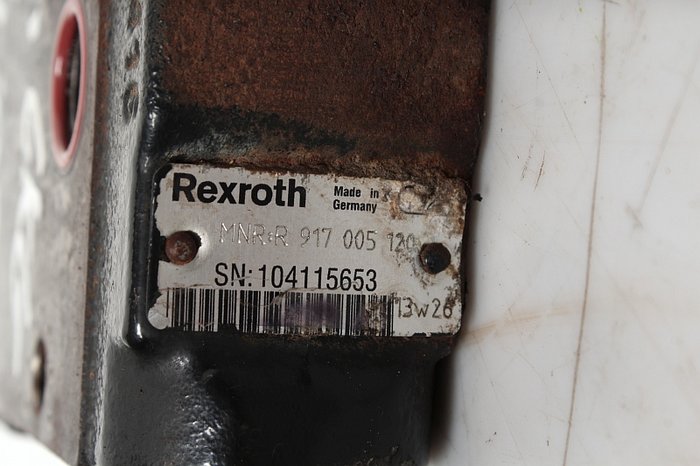 Rexroth
Made in
Germany
MNR:R 917 005 120
SN:104115653
13w26